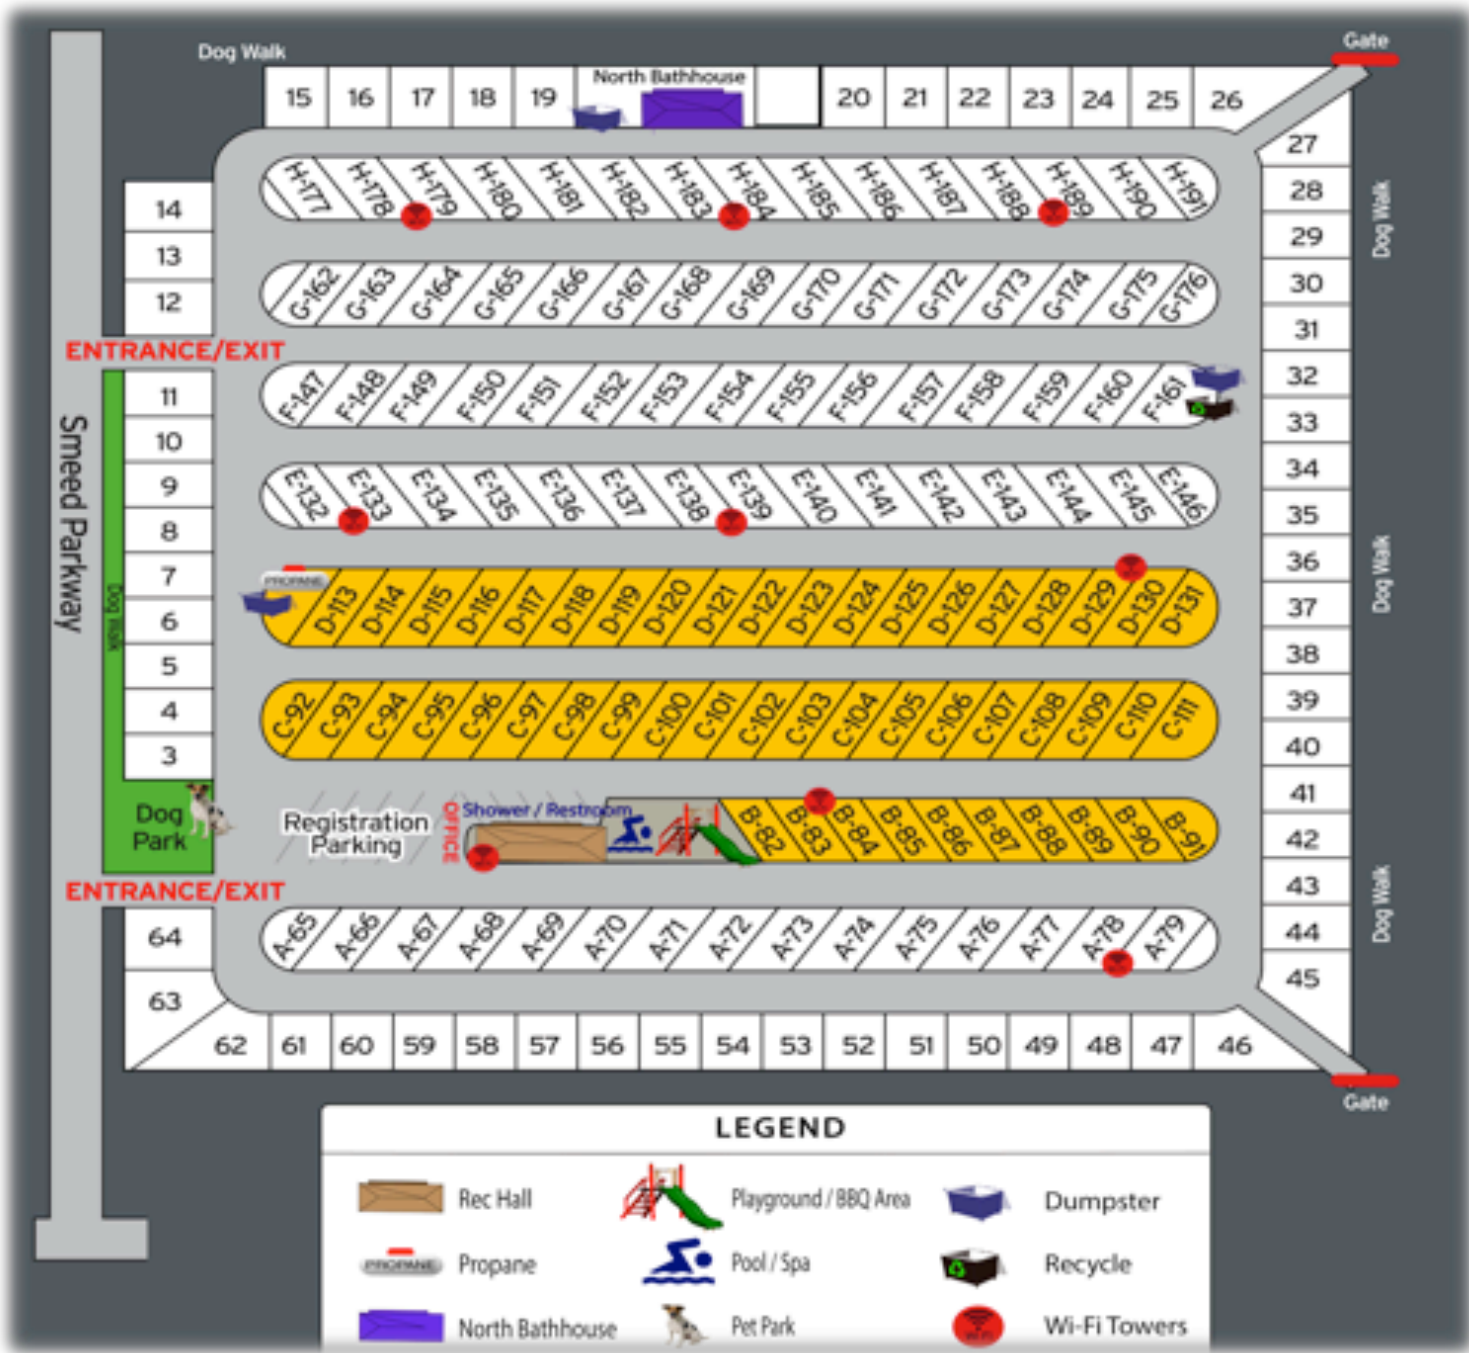 Gate
Dog Walk
North Bathhouse
15 16 17 18 19 20 21 22 23 24 25 26
27
H-177 H-178 H-179 H-180 H-181 H-182 H-183 H-184 H-185 H-186 H-187 H-188 H-189 H-190 H-191
28
14
Dog Walk
29
13
G-162 G-163 G-164 G-165 G-166 G-167 G-168 G-169 G-170 G-171 G-172 G-173 G-174 G-175 G-176
30
12
31
ENTRANCE/EXIT
32
F-147 F-148 F-149 F-150 F-151 F-152 F-153 F-154 F-155 F-156 F-157 F-158 F-159 F-160 F-161
11
33
10
34
9
E-132 E-133 E-134 E-135 E-136 E-137 E-138 E-139 E-140 E-141 E-142 E-143 E-144 E-145 E-146
35
8
Smeed Parkway
36
7
PROPANE
Dog Walk
Dog Walk
D-113 D-114 D-115 D-116 D-117 D-118 D-119 D-120 D-121 D-122 D-123 D-124 D-125 D-126 D-127 D-128 D-129 D-130 D-131
37
6
38
5
39
4
C-92 C-93 C-94 C-95 C-96 C-97 C-98 C-99 C-100 C-101 C-102 C-103 C-104 C-105 C-106 C-107 C-108 C-109 C-110 C-111
40
3
41
Dog
Park
Registration
Parking
OFFICE
Shower / Restroom
B-82 B-83 B-84 B-85 B-86 B-87 B-88 B-89 B-90 B-91
42
ENTRANCE/EXIT
43
Dog Walk
64
A-65 A-66 A-67 A-68 A-69 A-70 A-71 A-72 A-73 A-74 A-75 A-76 A-77 A-78 A-79
44
45
63
62 61 60 59 58 57 56 55 54 53 52 51 50 49 48 47 46
Gate
LEGEND
Rec Hall
Playground / BBQ Area
Dumpster
PROPANE
Propane
Pool / Spa
Recycle
North Bathhouse
Pet Park
Wi-Fi
Wi-Fi Towers